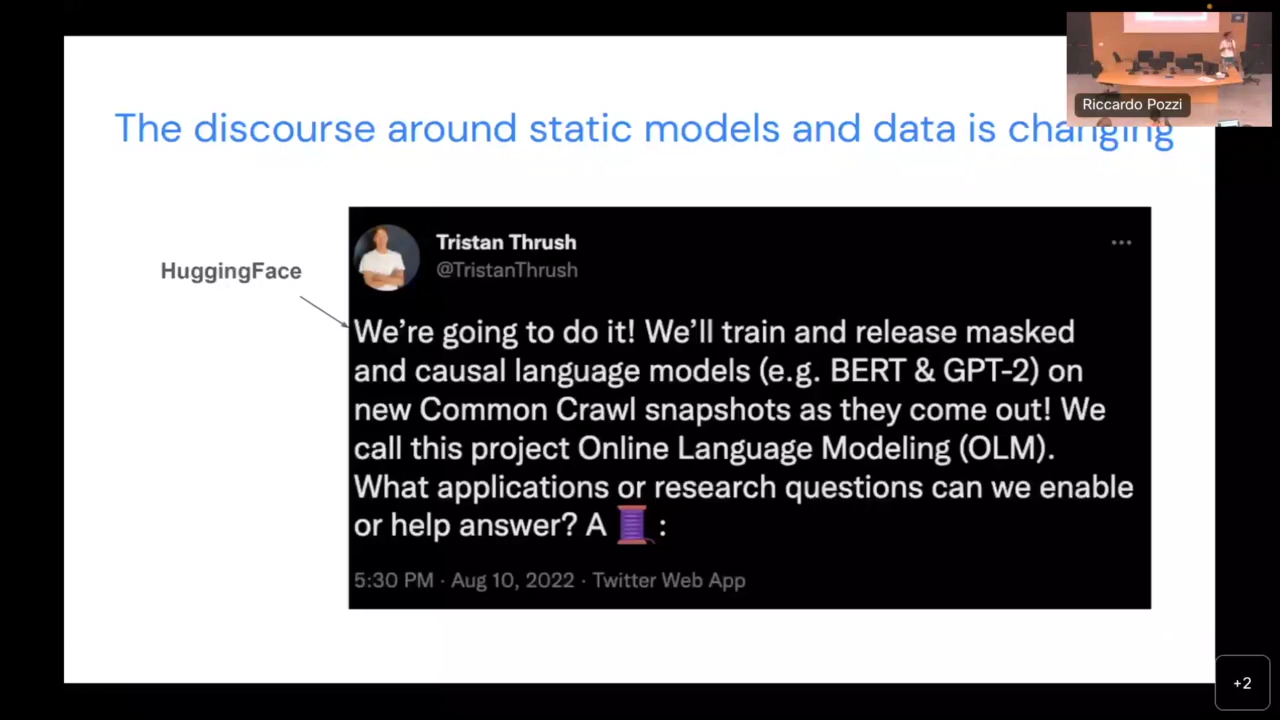 Riccardo Pozzi
The discourse around static models and data is changing
HuggingFace
Tristan Thrush
@TristanThrush
We're going to do it! We'll train and release masked
and causal language models (e.g. BERT & GPT-2) on
new Common Crawl snapshots as they come out! We
call this project Online Language Modeling (OLM).
What applications or research questions can we enable
or help answer? A 🧵 :
5:30 PM · Aug 10, 2022 · Twitter Web App
+2